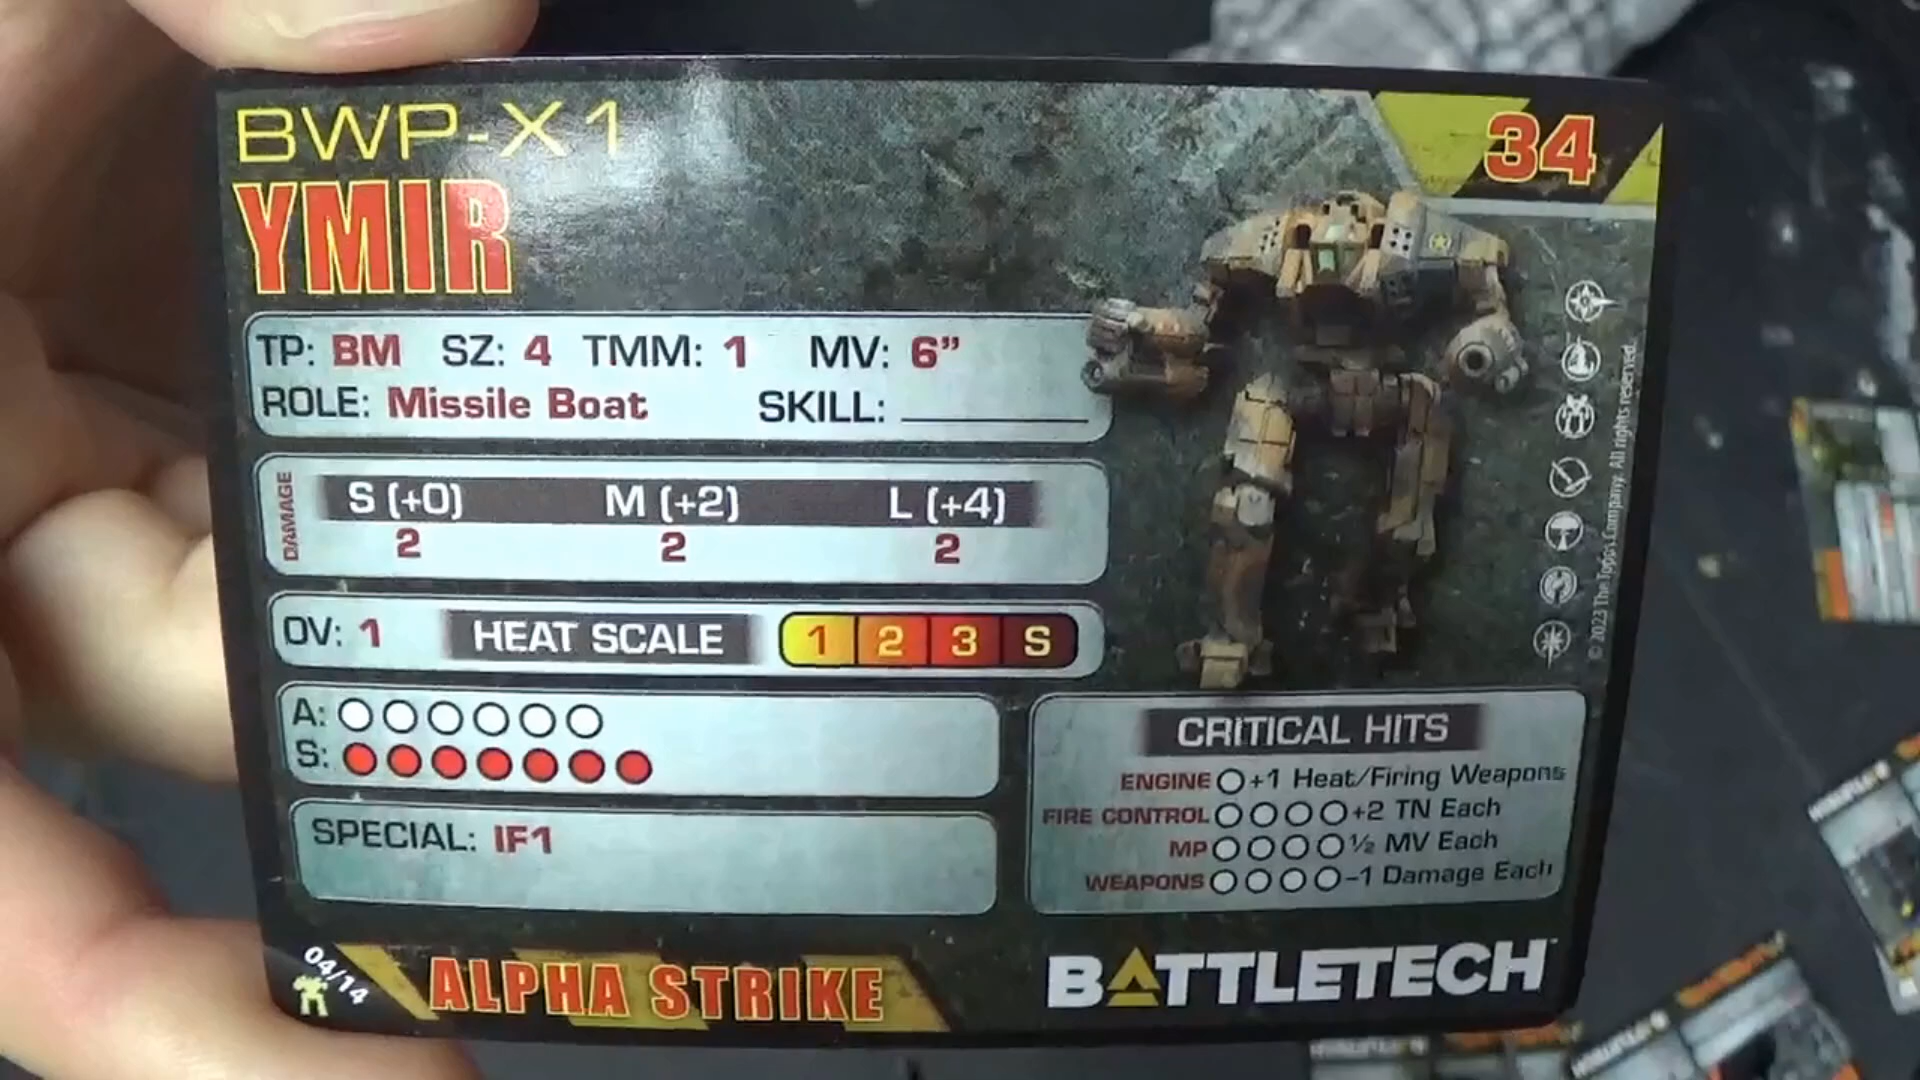 BWP-X1
34
YMIR
TP: BM SZ: 4 TMM: 1 MV: 6”
ROLE: Missile Boat SKILL:
DAMAGE
S (+0) M (+2) L (+4)
2 2 2
OV: 1 HEAT SCALE 1 2 3 S
A:
S:
SPECIAL: IF1
CRITICAL HITS
ENGINE +1 Heat/Firing Weapons
FIRE CONTROL +2 TN Each
MP ½ MV Each
WEAPONS −1 Damage Each
© 2023 The Topps Company. All rights reserved.
04/14
ALPHA STRIKE
BATTLETECH